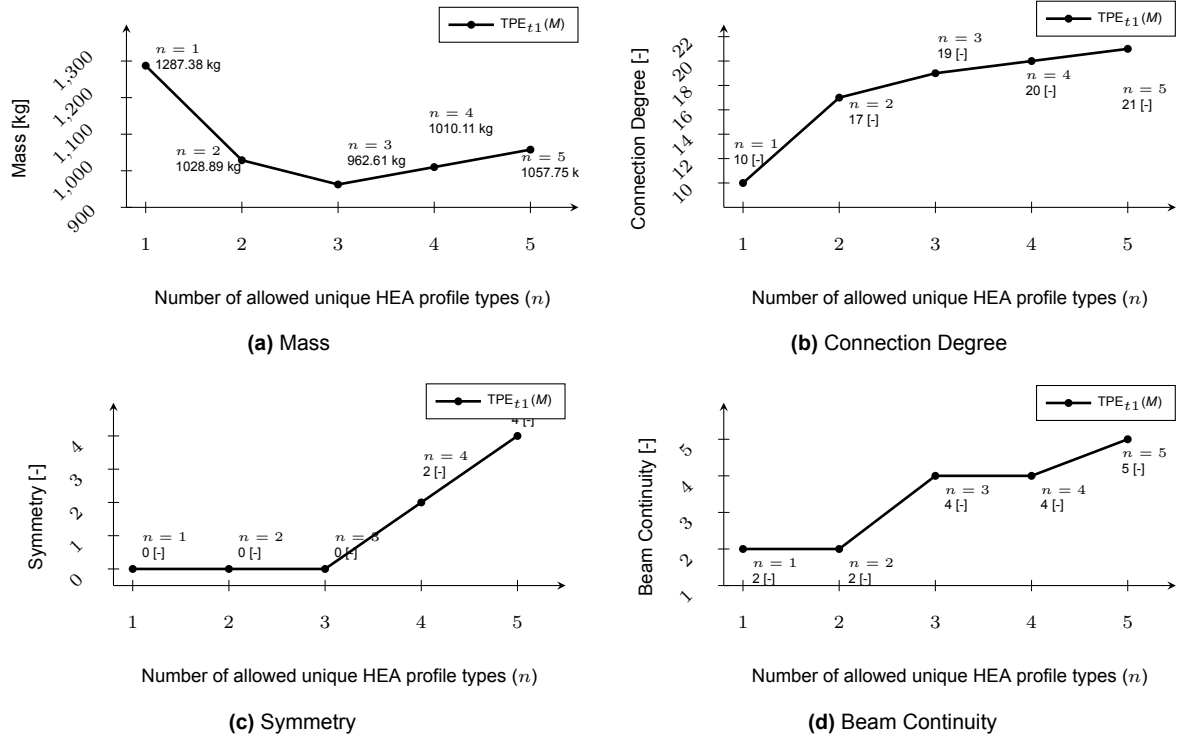 TPE_{t1}(M)
1,300
1,200
1,100
1,000
900
Mass [kg]
n = 1
1287.38 kg
n = 2
1028.89 kg
n = 3
962.61 kg
n = 4
1010.11 kg
n = 5
1057.75 k
1 2 3 4 5
Number of allowed unique HEA profile types (n)
(a) Mass
TPE_{t1}(M)
22
20
18
16
14
12
10
Connection Degree [-]
n = 1
10 [-]
n = 2
17 [-]
n = 3
19 [-]
n = 4
20 [-]
n = 5
21 [-]
1 2 3 4 5
Number of allowed unique HEA profile types (n)
(b) Connection Degree
TPE_{t1}(M)
4
3
2
1
0
Symmetry [-]
n = 1
0 [-]
n = 2
0 [-]
n = 3
0 [-]
n = 4
2 [-]
4 [-]
1 2 3 4 5
Number of allowed unique HEA profile types (n)
(c) Symmetry
TPE_{t1}(M)
5
4
3
2
1
Beam Continuity [-]
n = 1
2 [-]
n = 2
2 [-]
n = 3
4 [-]
n = 4
4 [-]
n = 5
5 [-]
1 2 3 4 5
Number of allowed unique HEA profile types (n)
(d) Beam Continuity